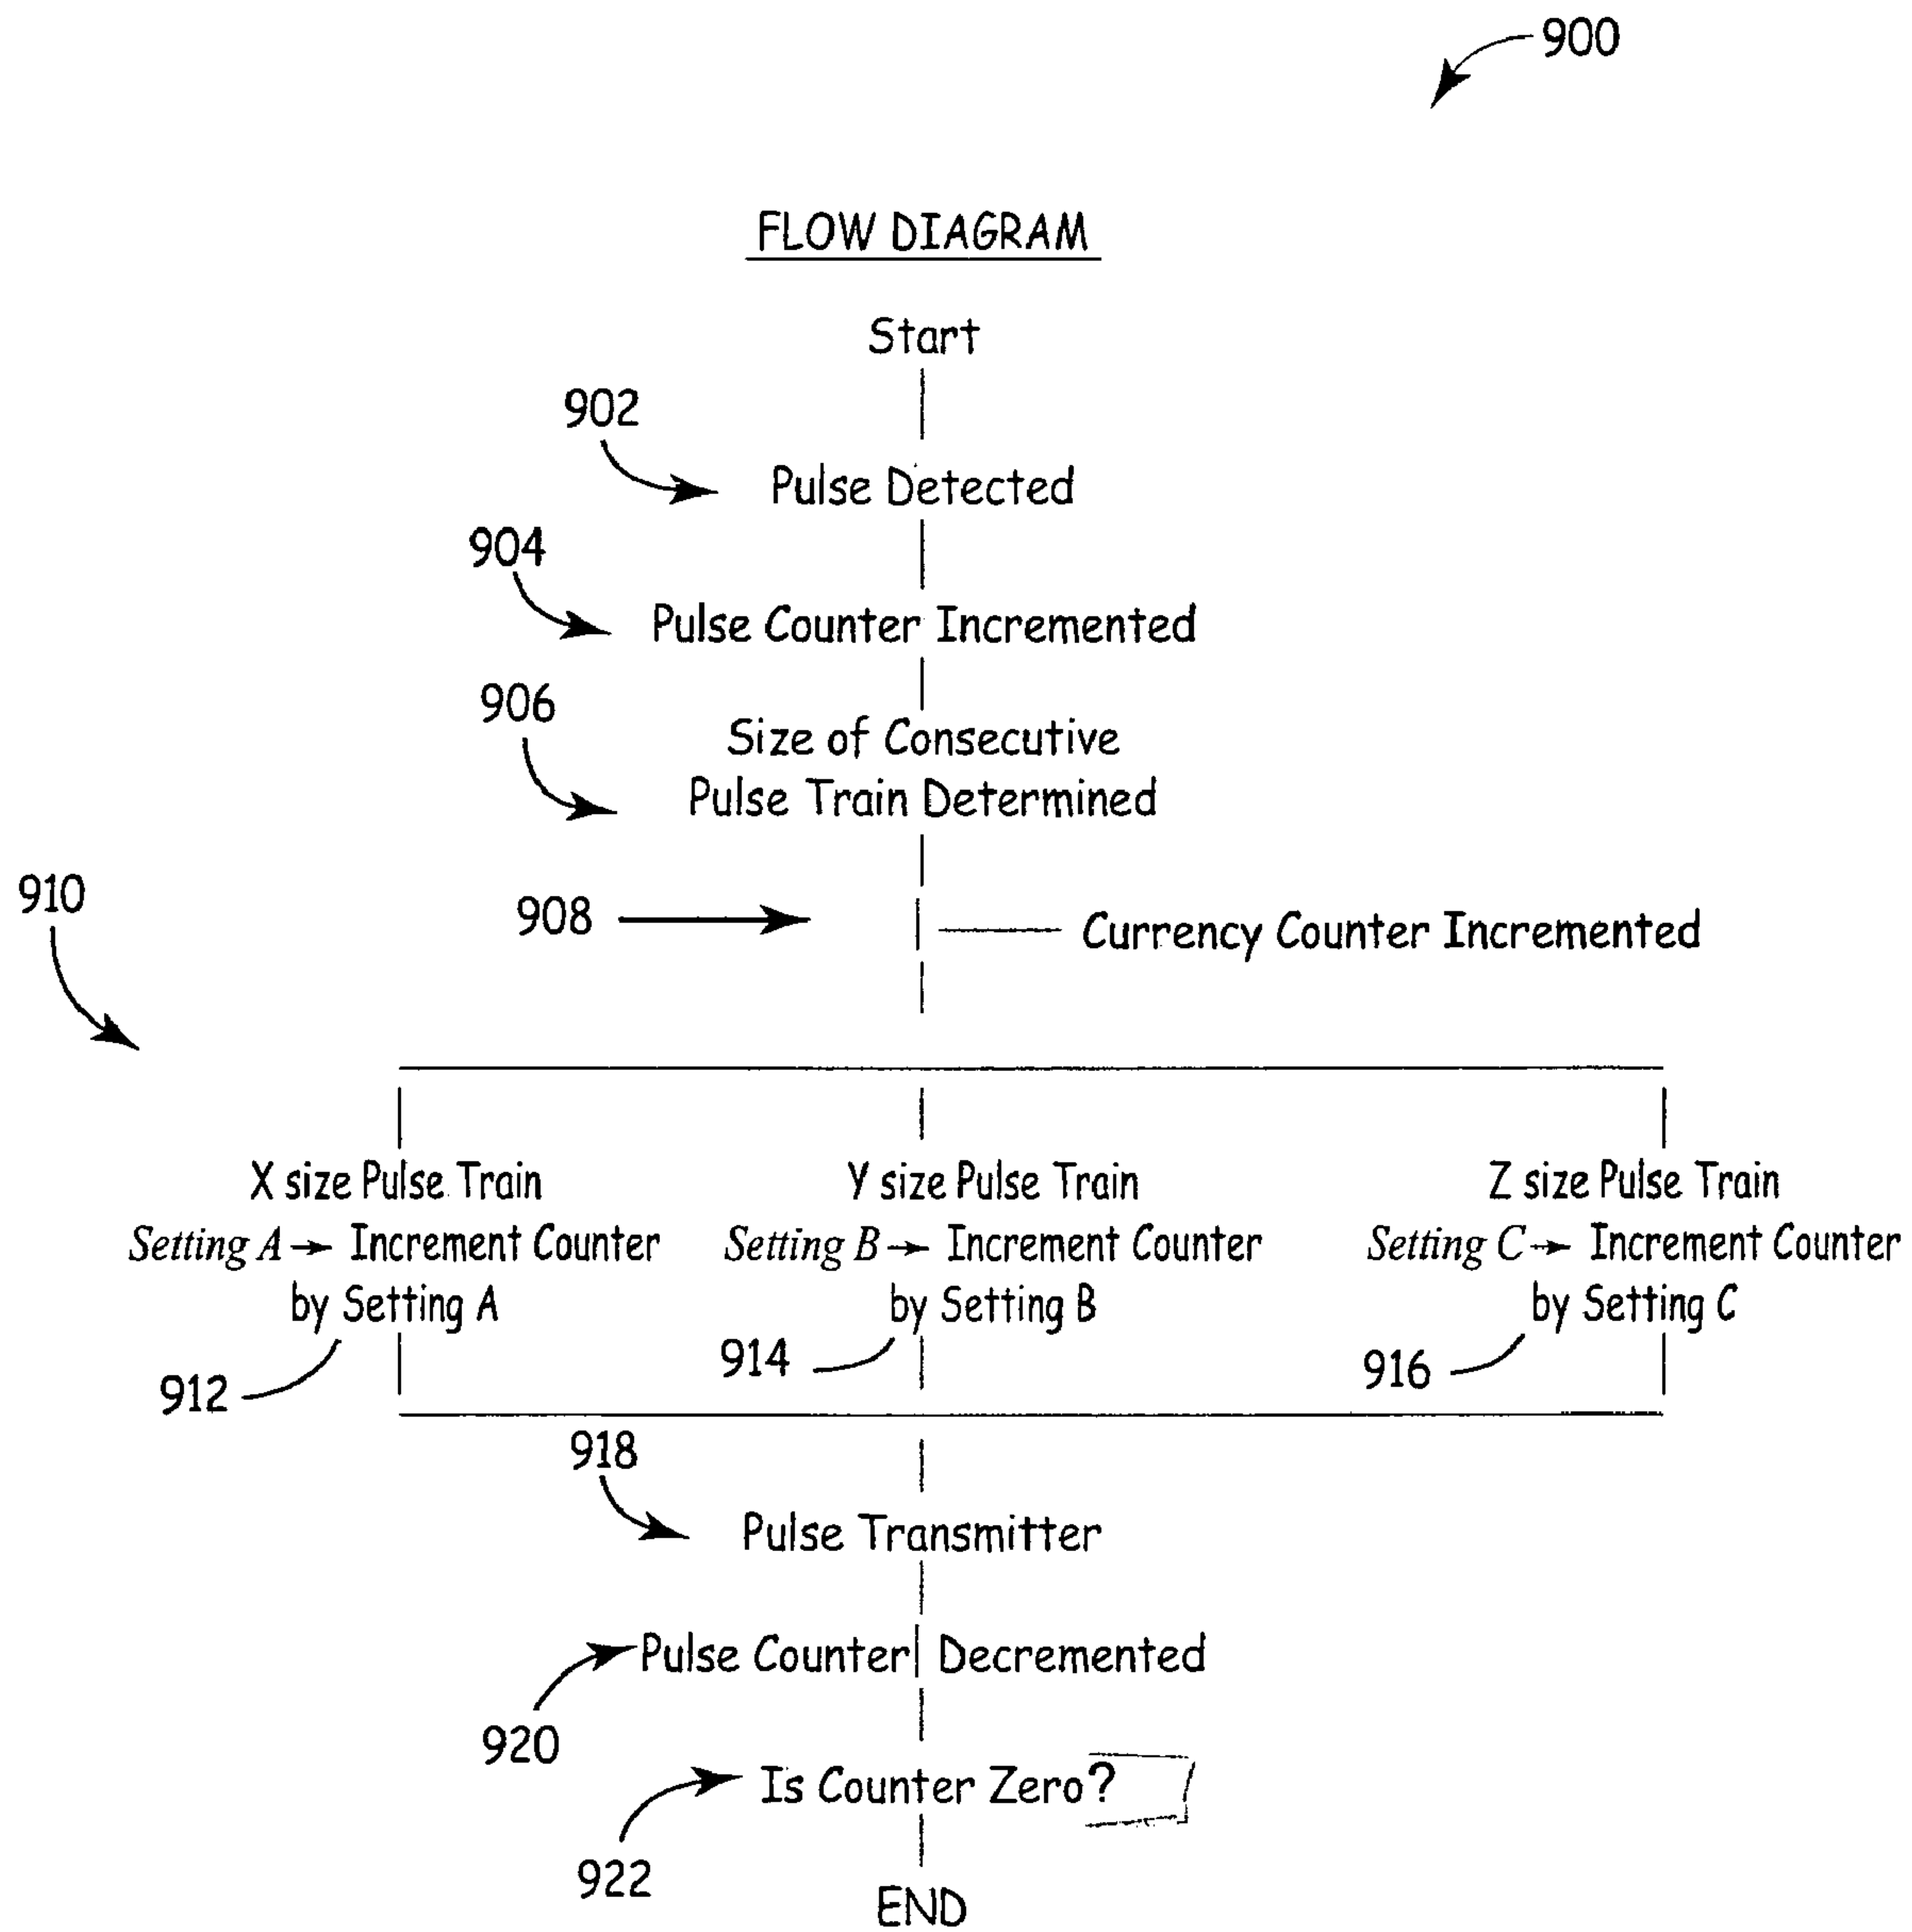 900
FLOW DIAGRAM
Start
902
Pulse Detected
904
Pulse Counter Incremented
906
Size of Consecutive
Pulse Train Determined
910
908
Currency Counter Incremented
X size Pulse Train
Setting A → Increment Counter
by Setting A
912
Y size Pulse Train
Setting B → Increment Counter
by Setting B
914
Z size Pulse Train
Setting C → Increment Counter
by Setting C
916
918
Pulse Transmitter
Pulse Counter Decremented
920
Is Counter Zero?
922
END